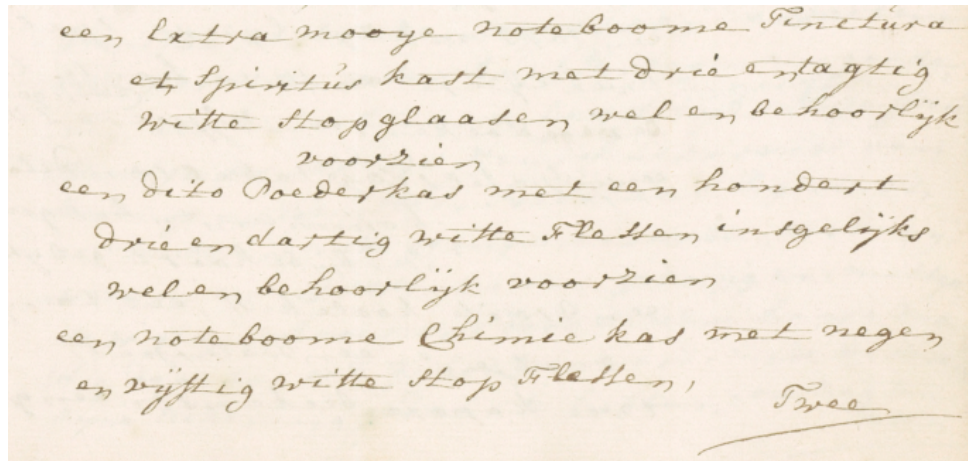 een Extra mooye noteboome Tinctura
et Spiritus kast met drie en tagtig
witte stopglaasen wel en behoorlijk
voorzien
een dito Poederkas met een hondert
drie en dartig witte Flessen insgelijks
wel en behoorlijk voorzien
een noteboome Chimie kas met negen
en vijftig witte stop Flessen,
Twee